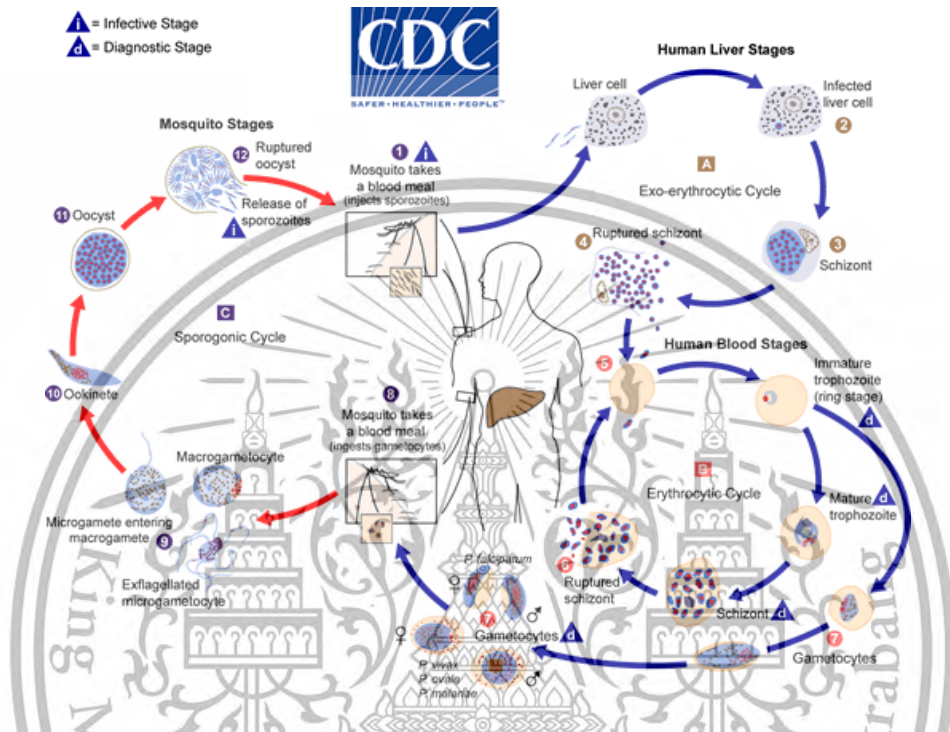 i = Infective Stage
d = Diagnostic Stage
CDC
SAFER • HEALTHIER • PEOPLE™
Mosquito Stages
12 Ruptured
oocyst
Release of
sporozoites
i
11 Oocyst
10 Ookinete
C
Sporogonic Cycle
1 i
Mosquito takes
a blood meal
(injects sporozoites)
Human Liver Stages
Liver cell
Infected
liver cell
2
A
Exo-erythrocytic Cycle
4 Ruptured schizont
3
Schizont
Human Blood Stages
5
Immature
trophozoite
(ring stage)
d
B
Erythrocytic Cycle
Mature d
trophozoite
6
Ruptured
schizont
Schizont d
7
Gametocytes
8
Mosquito takes
a blood meal
(ingests gametocytes)
Macrogametocyte
Microgamete entering
macrogamete 9
Exflagellated
microgametocyte
P. falciparum
♀
♂
7
♀
Gametocytes d
P. vivax
P. ovale
P. malariae
♂
King M
rabang